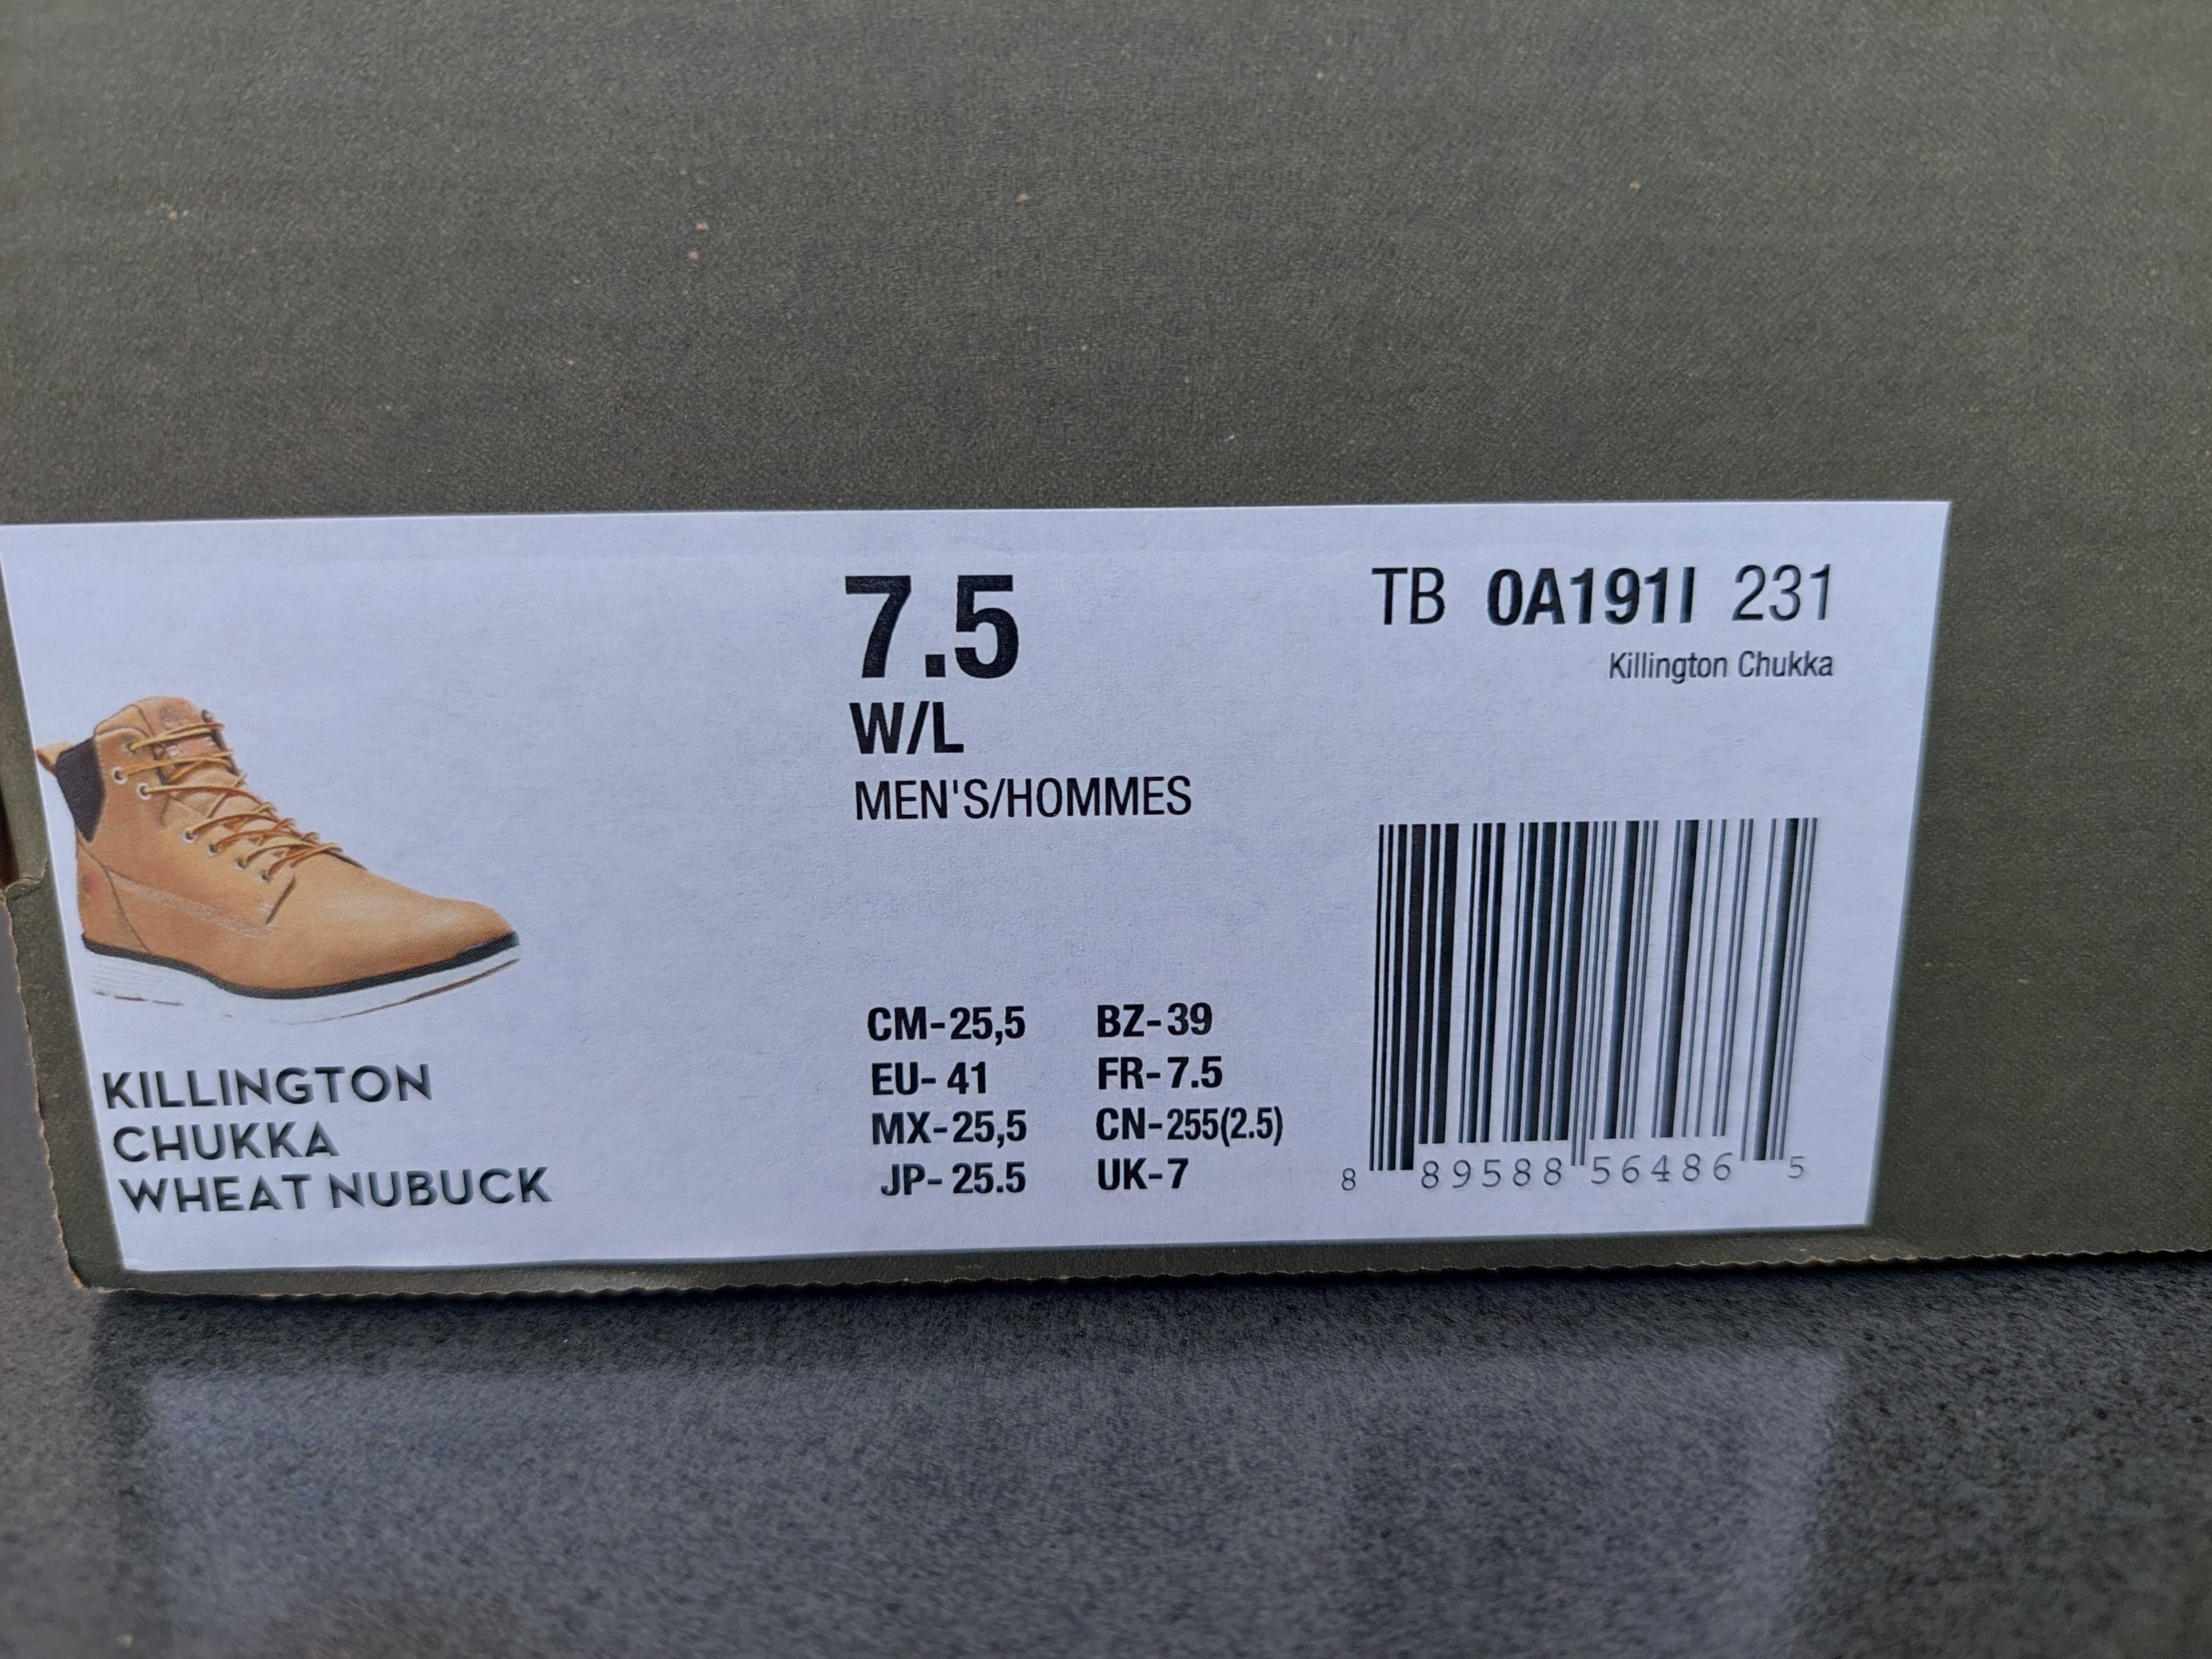 7.5
W/L
MEN'S/HOMMES
TB 0A191I 231
Killington Chukka
KILLINGTON
CHUKKA
WHEAT NUBUCK
CM-25,5 BZ-39
EU- 41 FR-7.5
MX-25,5 CN-255(2.5)
JP- 25.5 UK-7
8 89588 56486 5